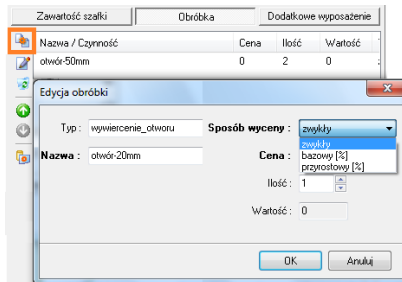 Zawartość szafki Obróbka Dodatkowe wyposażenie
Nazwa / Czynność Cena Ilość Wartość
otwór-50mm 0 2 0
Edycja obróbki
Typ : wywiercenie_otworu Sposób wyceny : zwykły
zwykły
Nazwa : otwór-20mm Cena : bazowy [%]
przyrostowy [%]
Ilość : 1
Wartość : 0
OK Anuluj